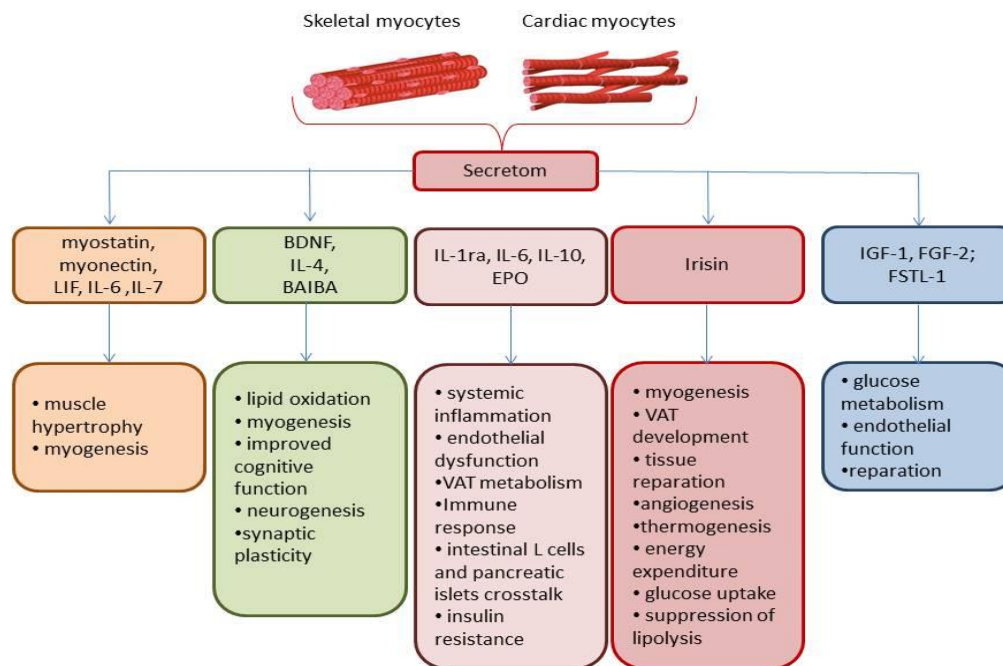 Skeletal myocytes
Cardiac myocytes
Secretom
myostatin,
myonectin,
LIF, IL-6 ,IL-7
BDNF,
IL-4,
BAIBA
IL-1ra, IL-6, IL-10,
EPO
Irisin
IGF-1, FGF-2;
FSTL-1
• muscle
hypertrophy
• myogenesis
• lipid oxidation
• myogenesis
• improved
cognitive
function
• neurogenesis
•synaptic
plasticity
• systemic
inflammation
• endothelial
dysfunction
•VAT metabolism
•Immune
response
• intestinal L cells
and pancreatic
islets crosstalk
• insulin
resistance
• myogenesis
• VAT
development
• tissue
reparation
•angiogenesis
•thermogenesis
• energy
expenditure
• glucose uptake
• suppression of
lipolysis
• glucose
metabolism
• endothelial
function
•reparation